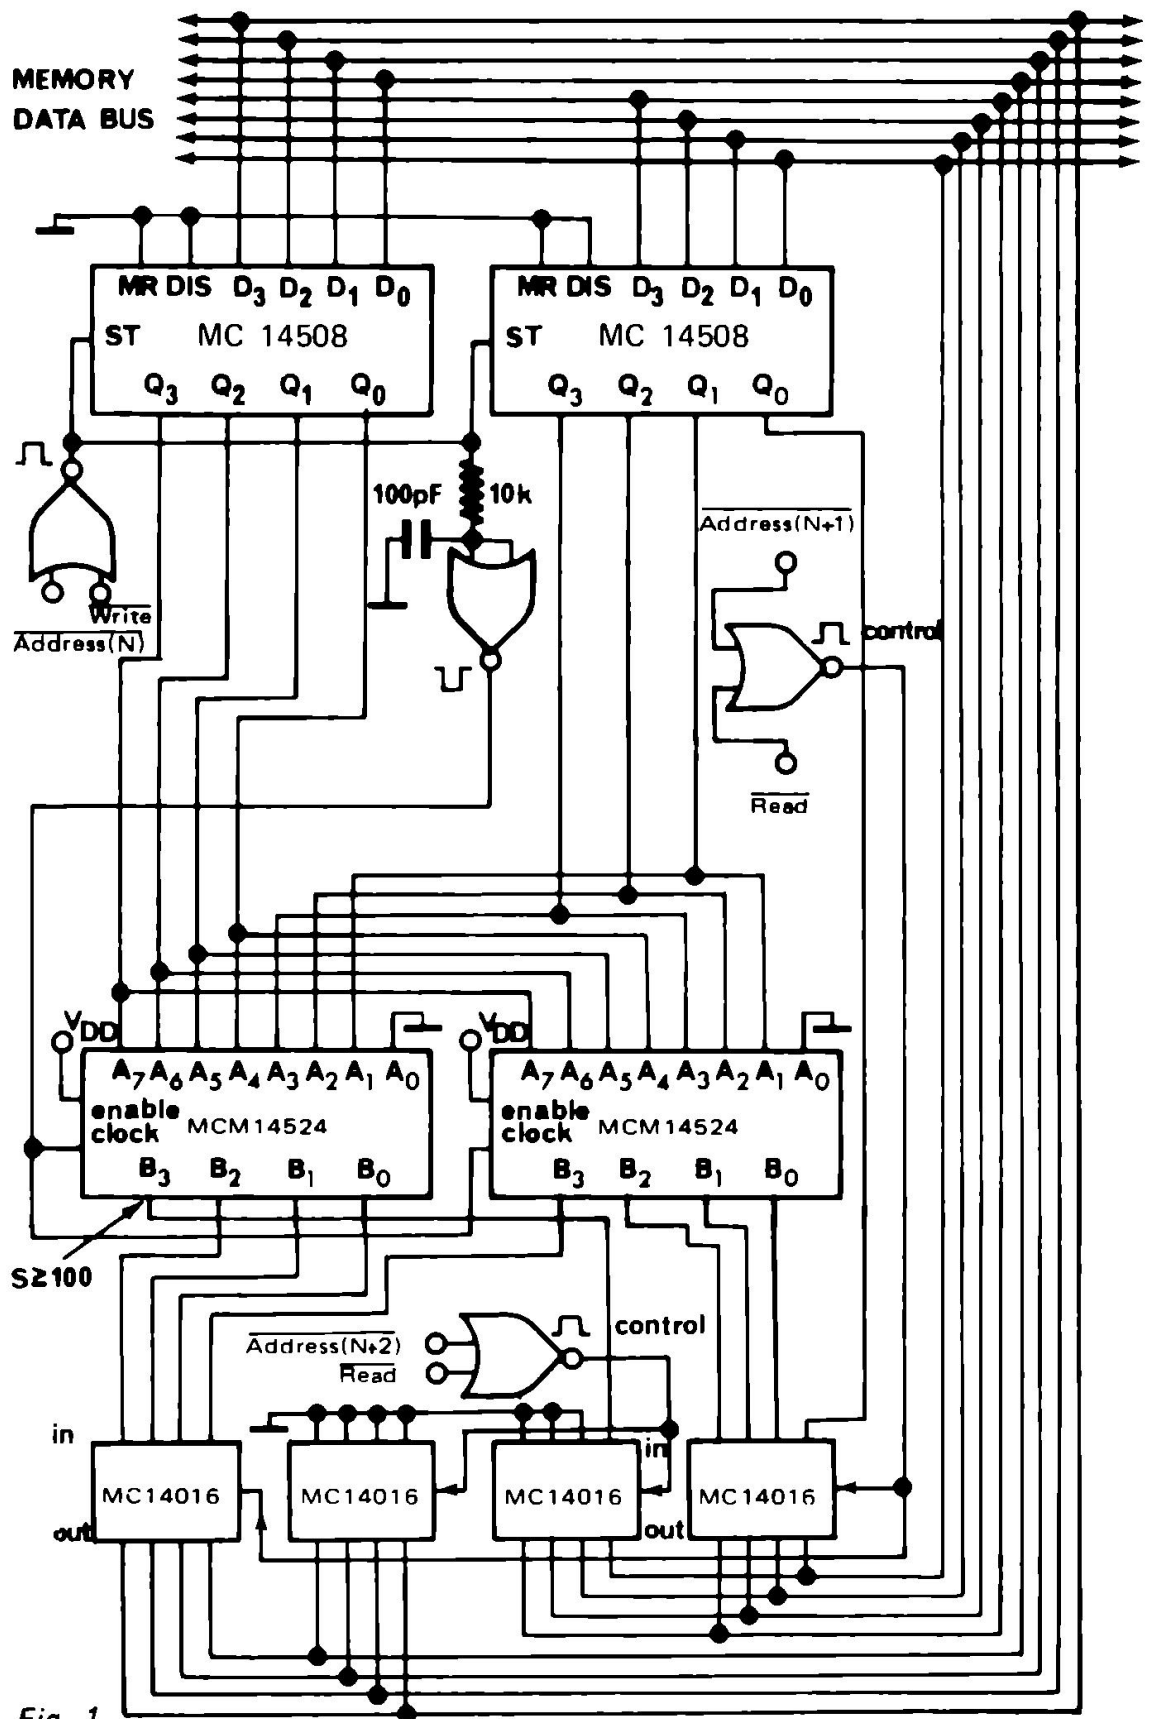 MEMORY
DATA BUS
MR DIS D3 D2 D1 D0
ST MC 14508
Q3 Q2 Q1 Q0
MR DIS D3 D2 D1 D0
ST MC 14508
Q3 Q2 Q1 Q0
100pF 10k
Address(N+1)
Write
Address(N)
control
Read
VDD
A7 A6 A5 A4 A3 A2 A1 A0
enable
clock MCM14524
B3 B2 B1 B0
VDD
A7 A6 A5 A4 A3 A2 A1 A0
enable
clock MCM14524
B3 B2 B1 B0
S≥100
Address(N+2)
Read
control
in
in
MC14016 MC14016 MC14016 MC14016
out
out
Fig. 1